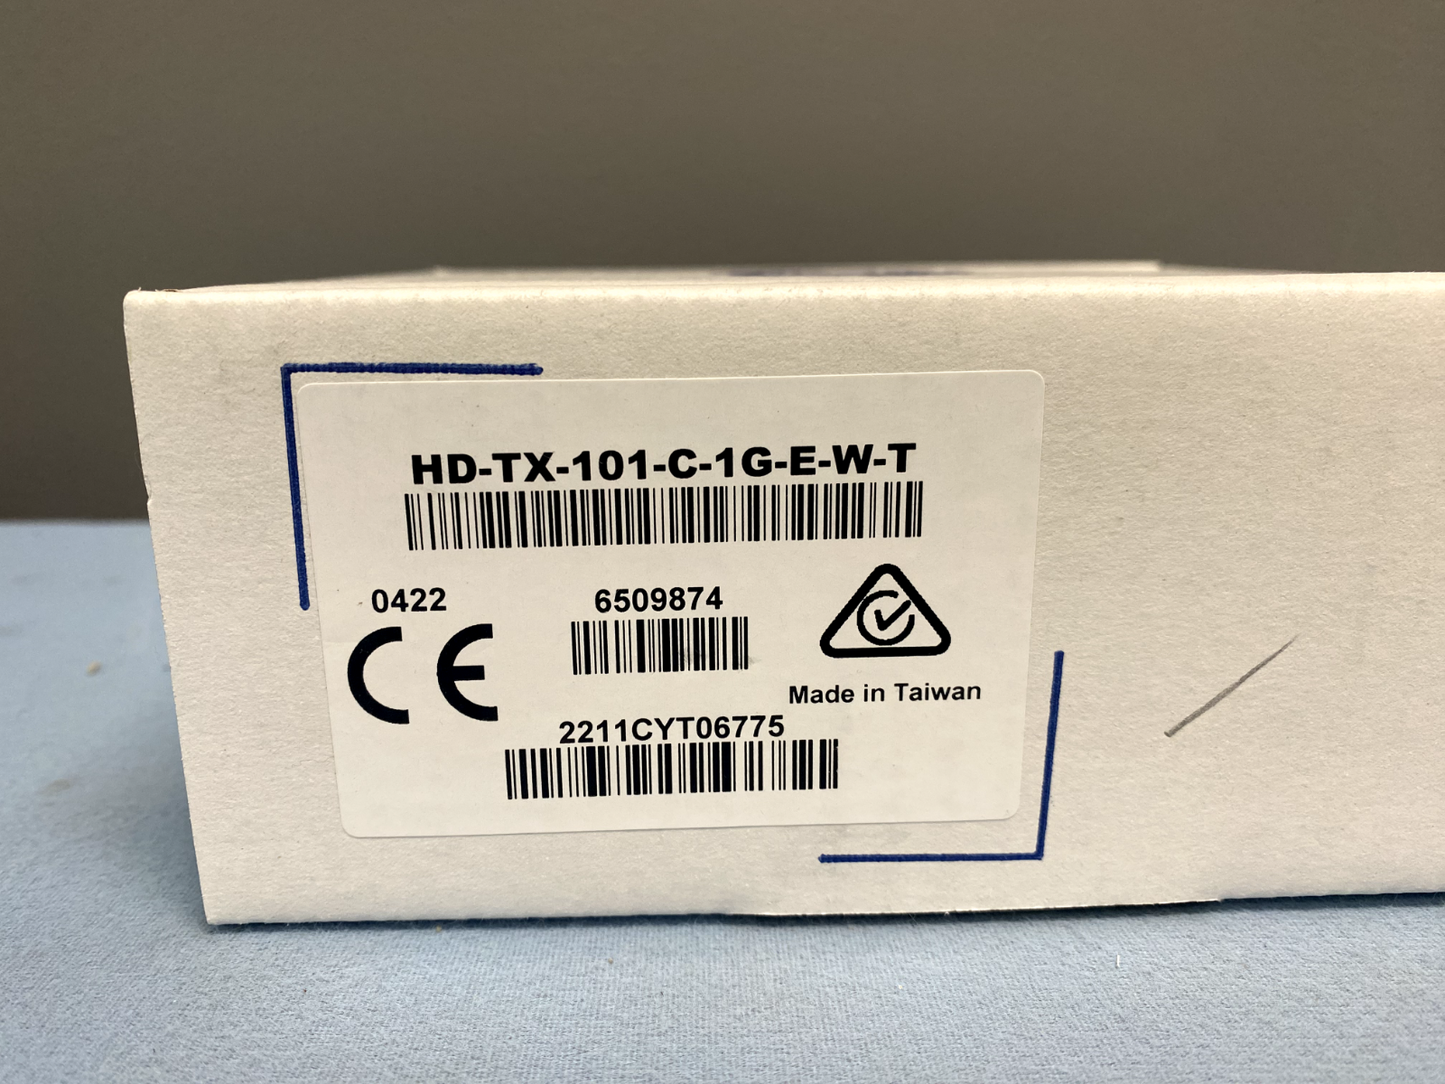 HD-TX-101-C-1G-E-W-T
0422
6509874
CE
Made in Taiwan
2211CYT06775